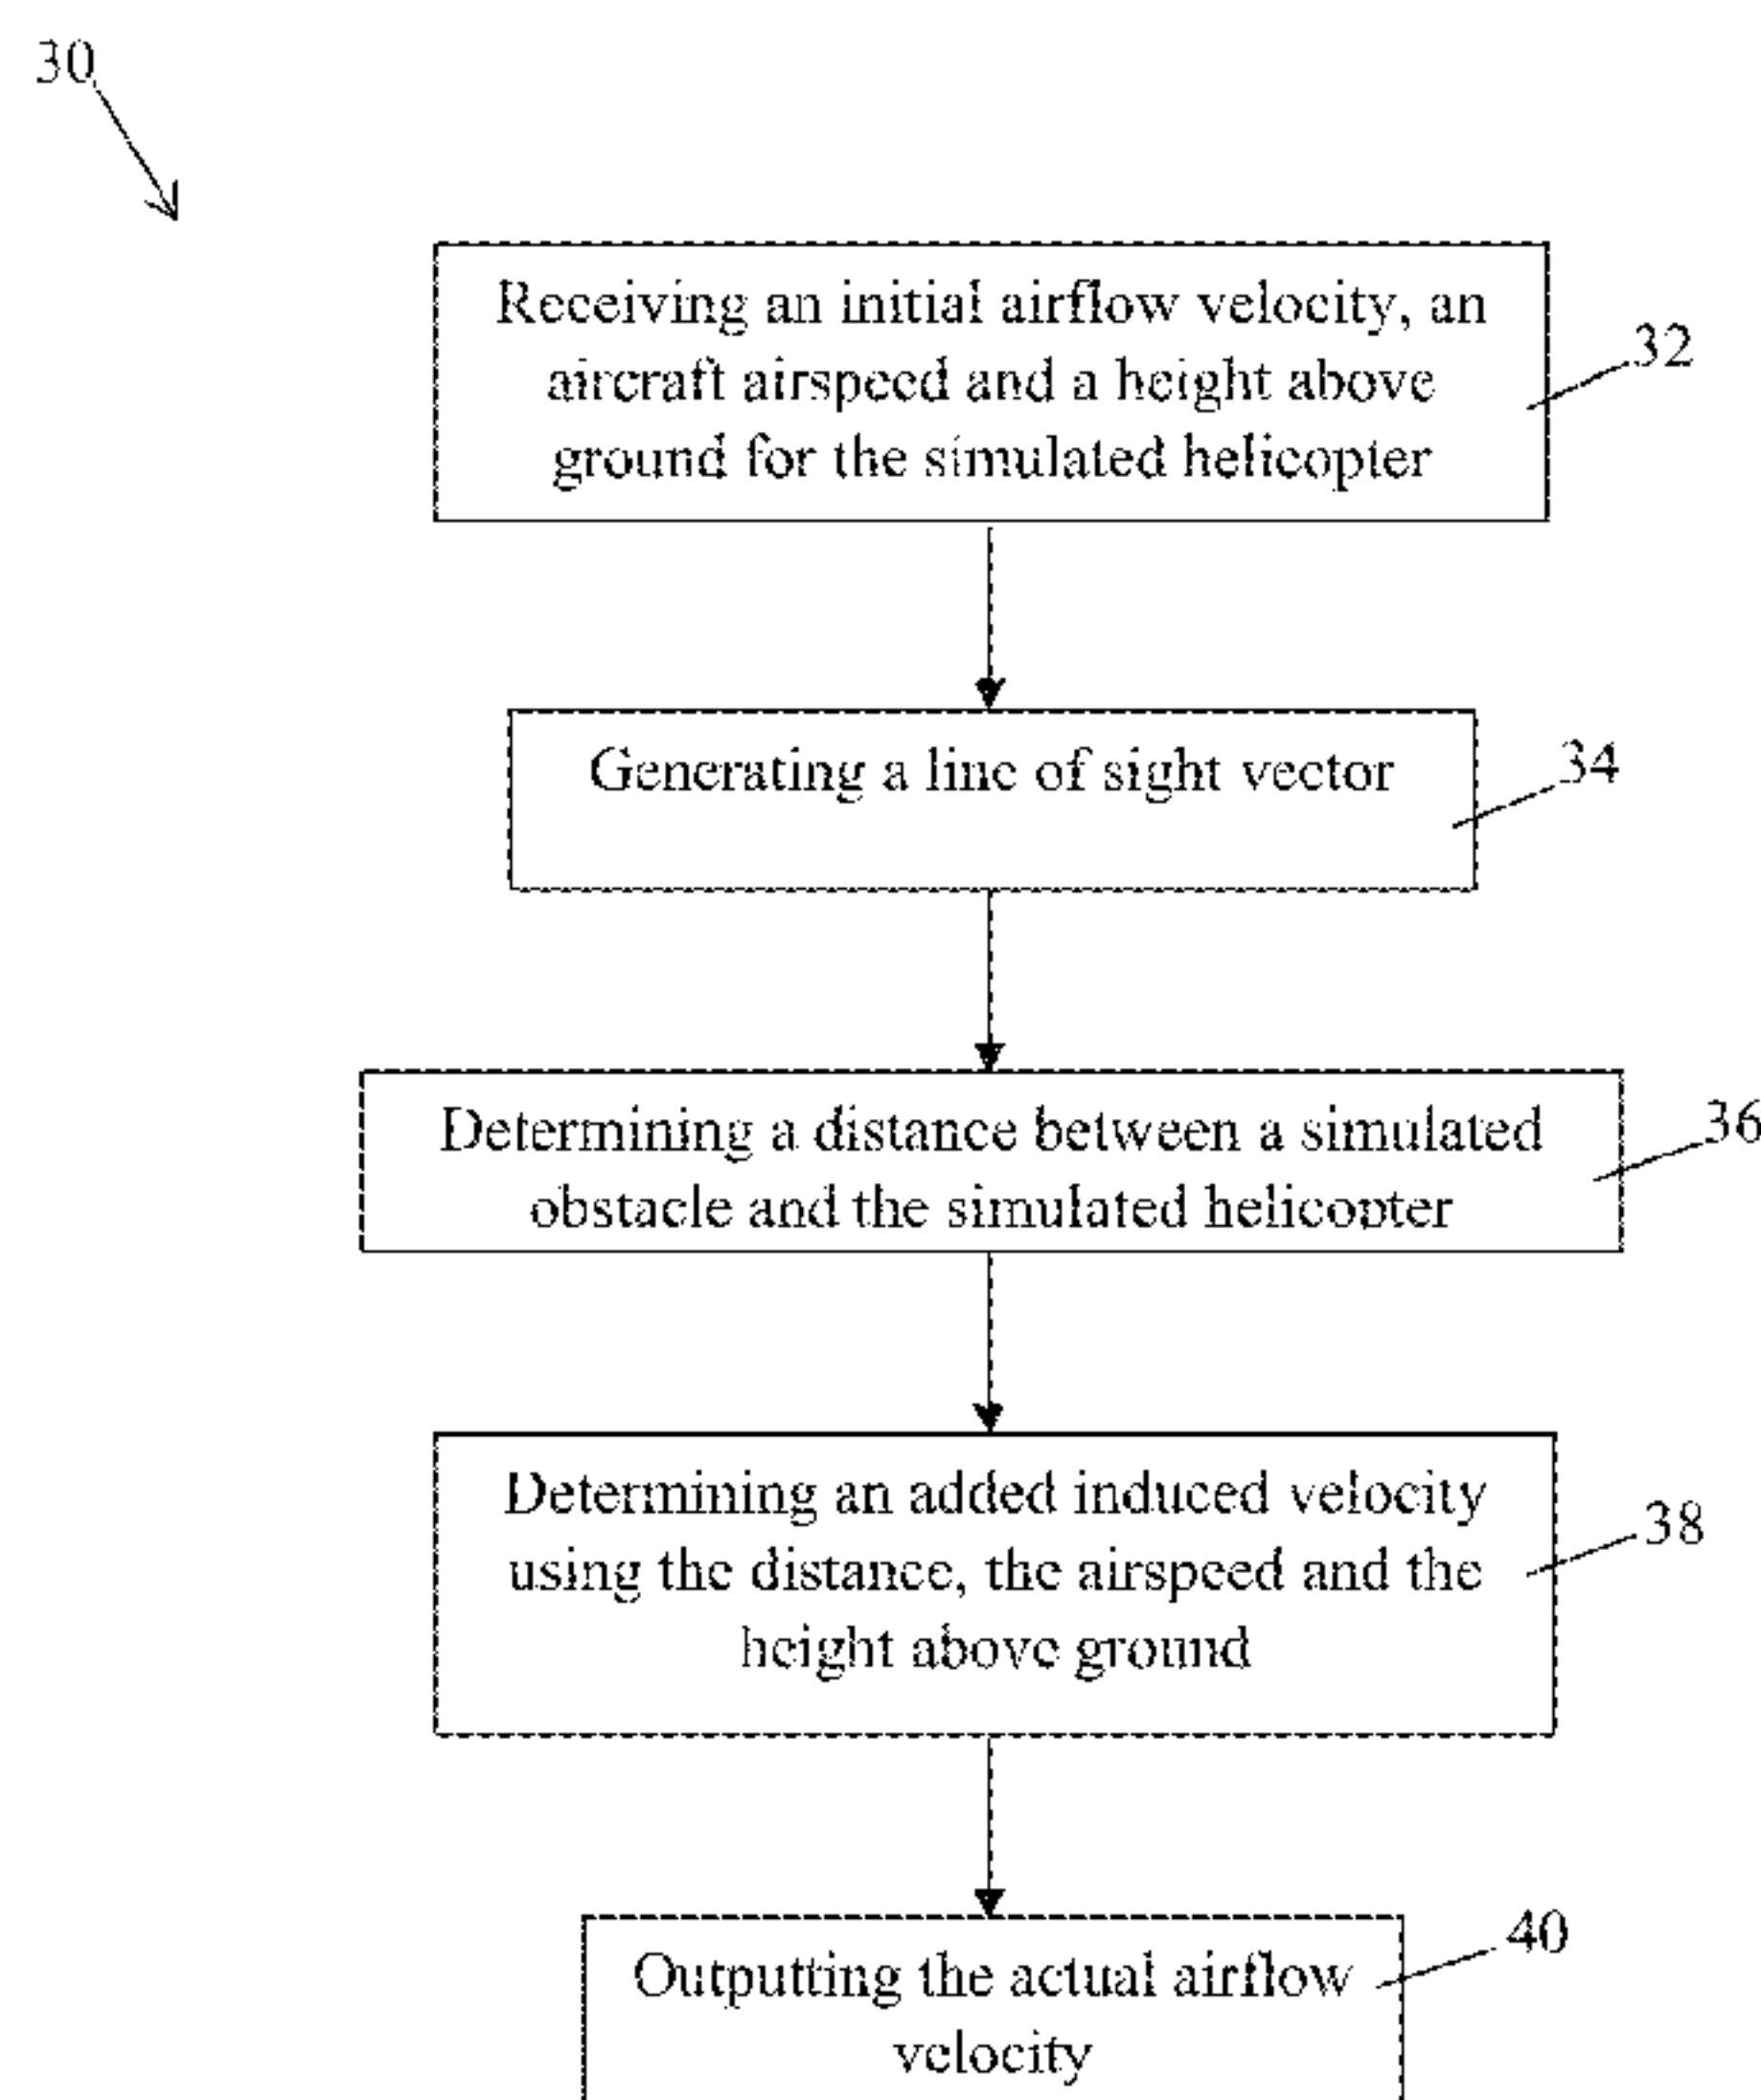 30
Receiving an initial airflow velocity, an
aircraft airspeed and a height above
ground for the simulated helicopter
32
Generating a line of sight vector
34
Determining a distance between a simulated
obstacle and the simulated helicopter
36
Determining an added induced velocity
using the distance, the airspeed and the
height above ground
38
Outputting the actual airflow
velocity
40